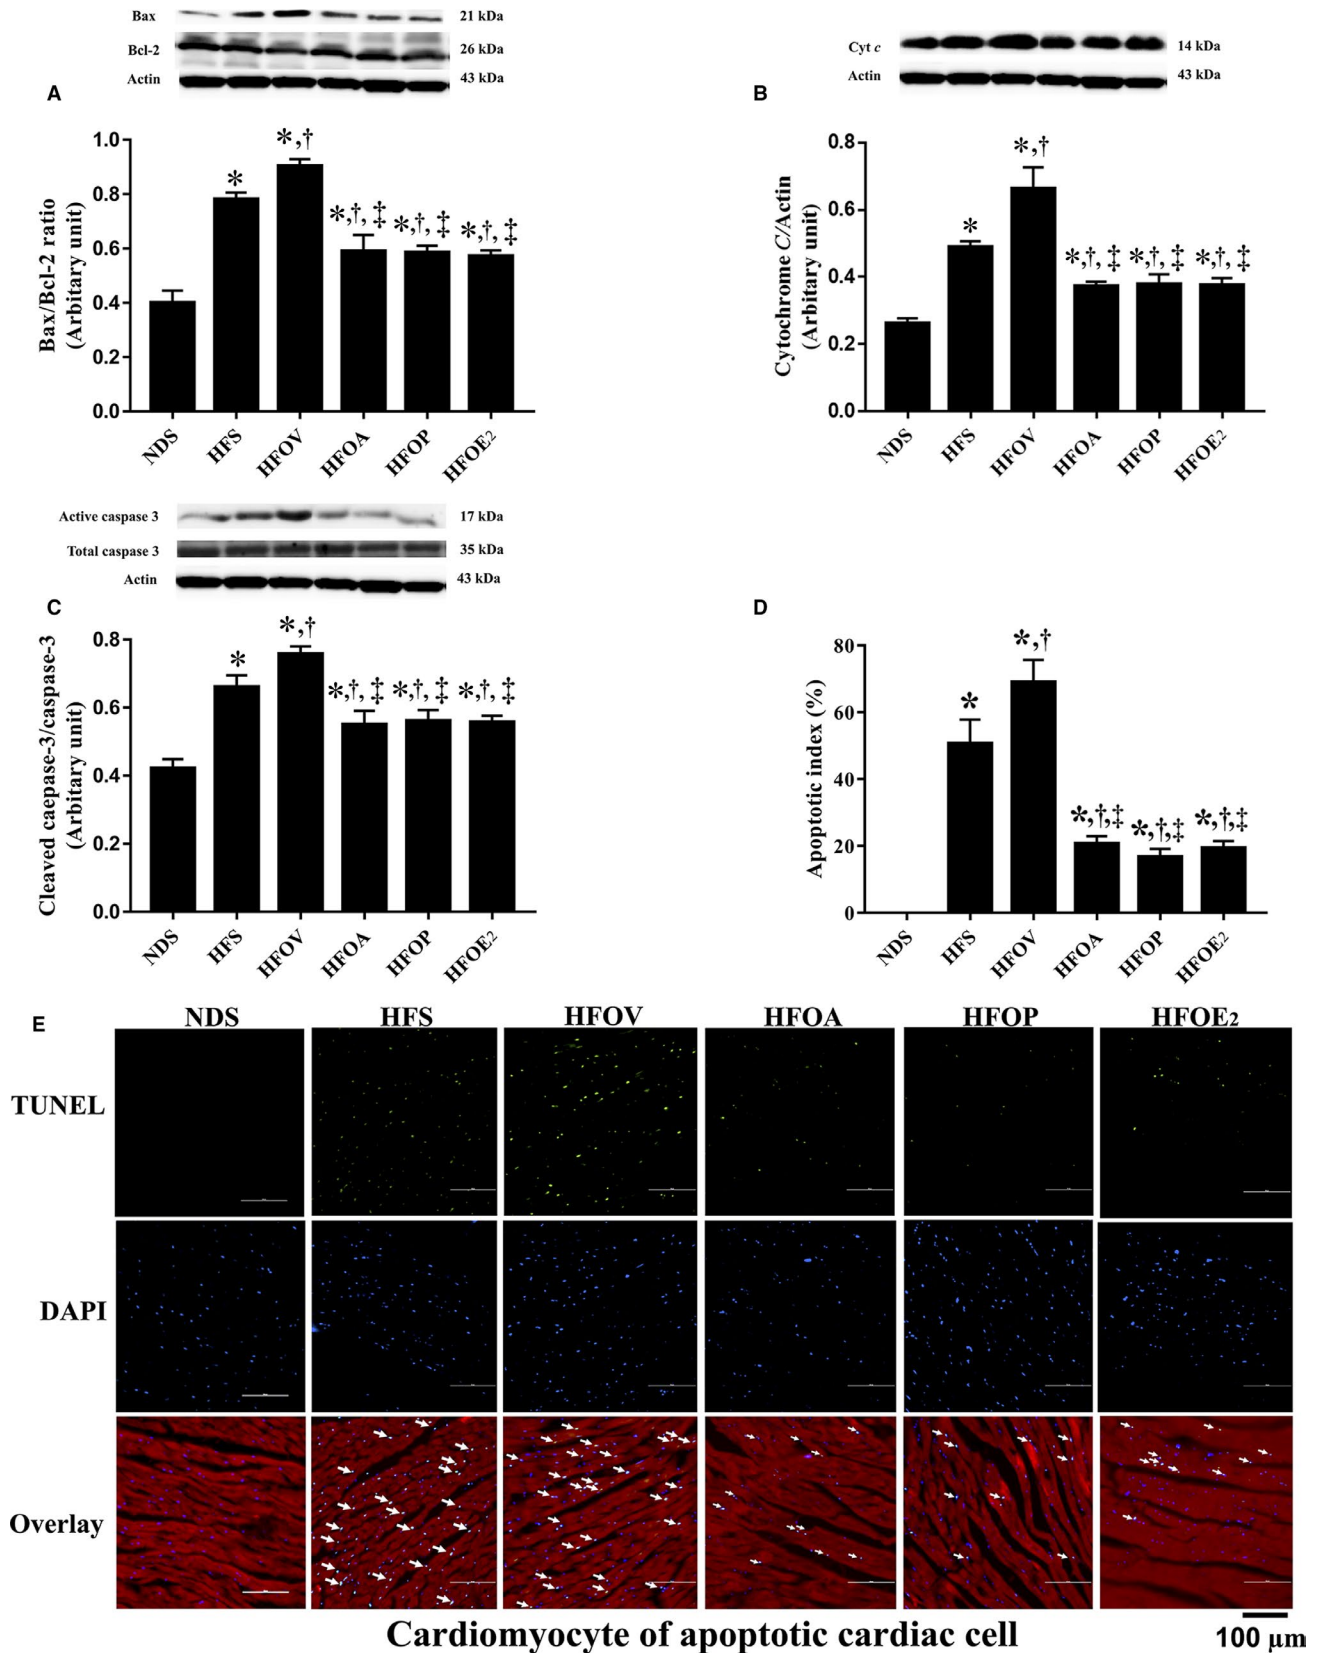 Bax 21 kDa
Bcl-2 26 kDa
Actin 43 kDa
A
Bax/Bcl-2 ratio
(Arbitary unit)
1.0
0.8
0.6
0.4
0.2
0.0
*
*,†
*,†,‡
*,†,‡
*,†,‡
NDS HFS HFOV HFOA HFOP HFOE2
Cyt c 14 kDa
Actin 43 kDa
B
Cytochrome C/Actin
(Arbitary unit)
0.8
0.6
0.4
0.2
0.0
*
*,†
*,†,‡
*,†,‡
*,†,‡
NDS HFS HFOV HFOA HFOP HFOE2
Active caspase 3 17 kDa
Total caspase 3 35 kDa
Actin 43 kDa
C
Cleaved caepase-3/caspase-3
(Arbitary unit)
0.8
0.6
0.4
0.2
0.0
*
*,†
*,†,‡
*,†,‡
*,†,‡
NDS HFS HFOV HFOA HFOP HFOE2
D
Apoptotic index (%)
80
60
40
20
0
*
*,†
*,†,‡
*,†,‡
*,†,‡
NDS HFS HFOV HFOA HFOP HFOE2
E
NDS HFS HFOV HFOA HFOP HFOE2
TUNEL
DAPI
Overlay
Cardiomyocyte of apoptotic cardiac cell
100 µm